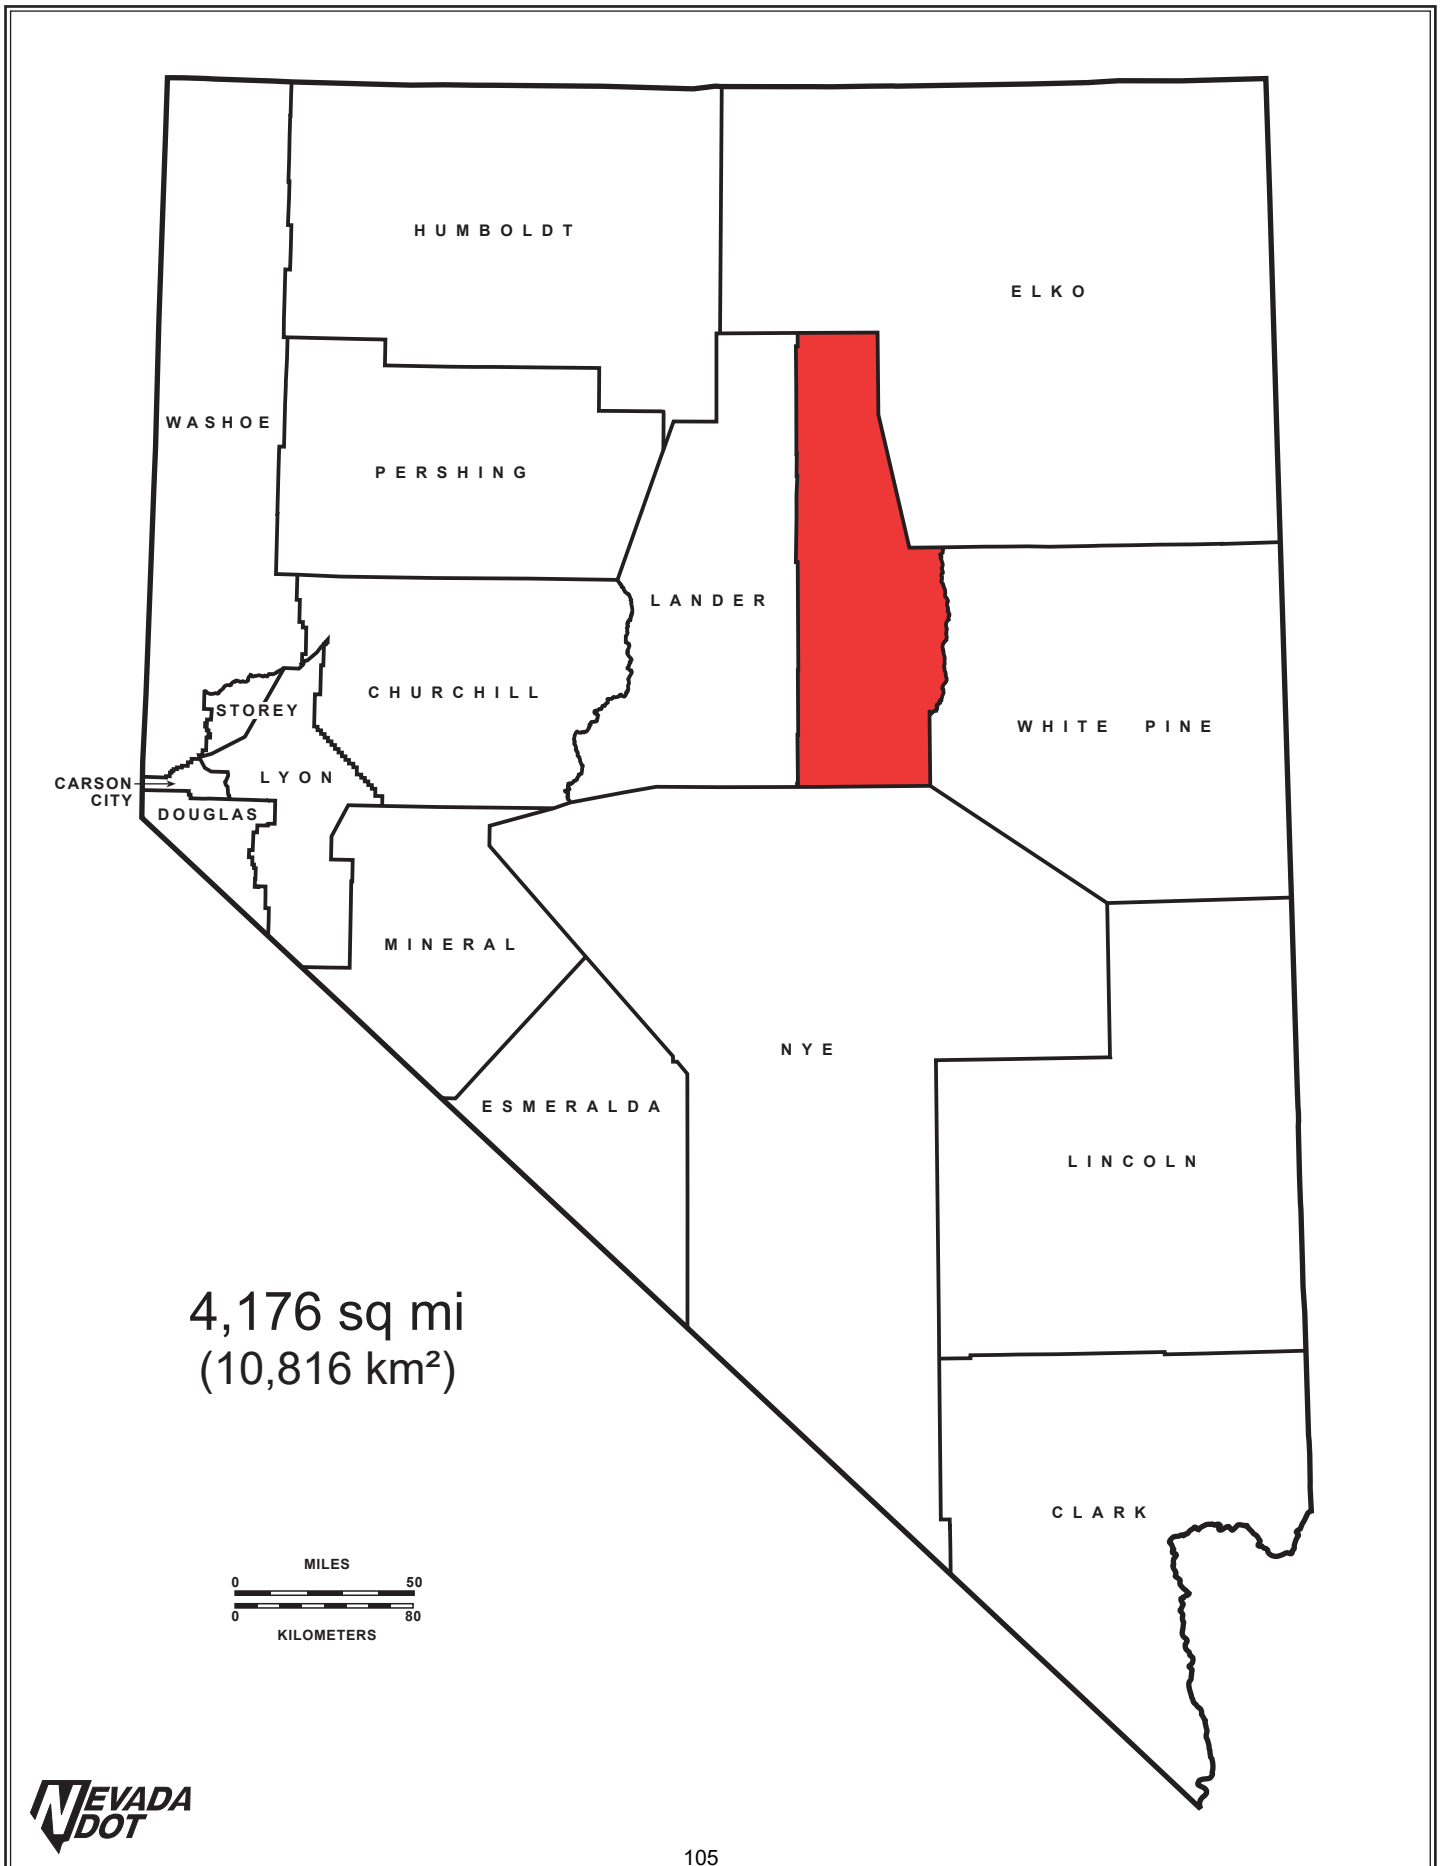 HUMBOLDT
ELKO
WASHOE
PERSHING
LANDER
CHURCHILL
STOREY
WHITE PINE
LYON
CARSON
CITY
DOUGLAS
MINERAL
NYE
ESMERALDA
LINCOLN
4,176 sq mi
(10,816 km²)
CLARK
MILES
0 50
0 80
KILOMETERS
NEVADA
DOT
105